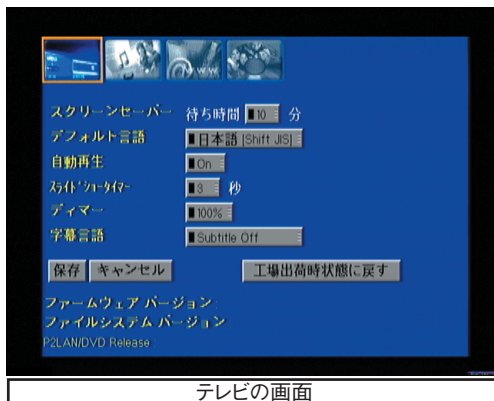 WWW
スクリーンセーバー 待ち時間 10 分
デフォルト言語 日本語 [Shift JIS]
自動再生 On
スライドショータイマー 3 秒
ディマー 100%
字幕言語 Subtitle Off
保存 キャンセル 工場出荷時状態に戻す
ファームウェア バージョン
ファイルシステム バージョン
P2LAN/DVD Release:
テレビの画面